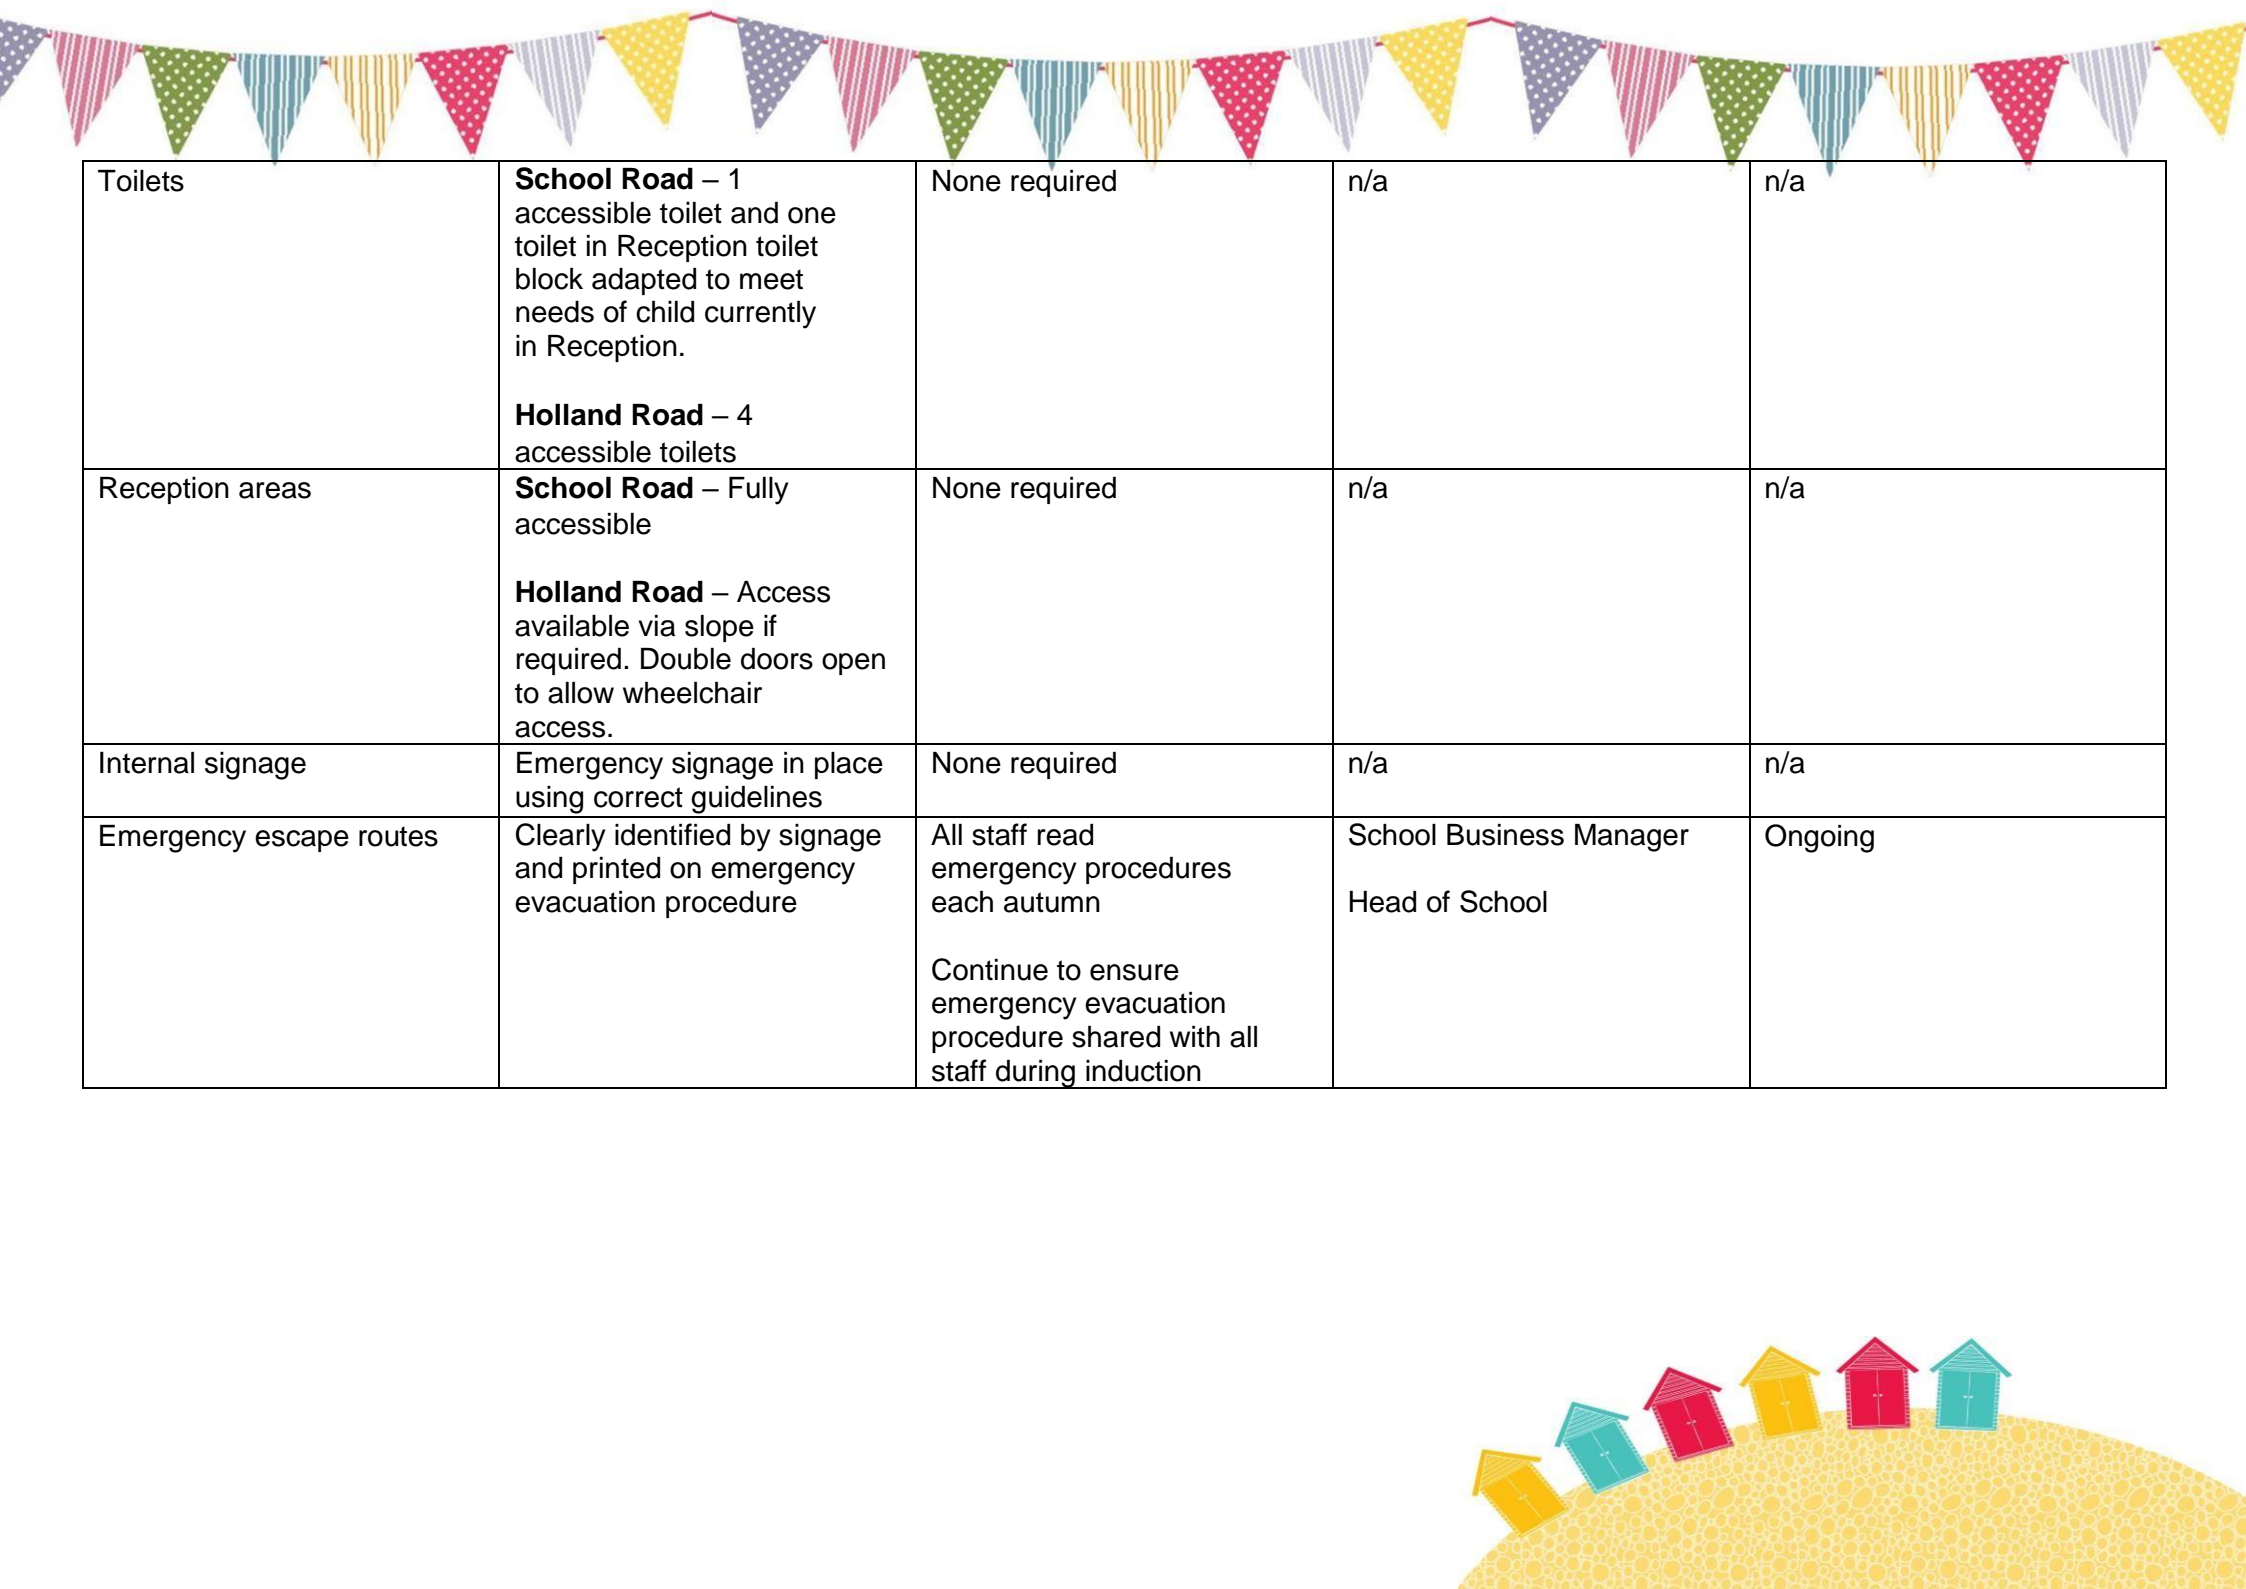 Toilets
School Road – 1
accessible toilet and one
toilet in Reception toilet
block adapted to meet
needs of child currently
in Reception.
Holland Road – 4
accessible toilets
None required
n/a
n/a
Reception areas
School Road – Fully
accessible
Holland Road – Access
available via slope if
required. Double doors open
to allow wheelchair
access.
None required
n/a
n/a
Internal signage
Emergency signage in place
using correct guidelines
None required
n/a
n/a
Emergency escape routes
Clearly identified by signage
and printed on emergency
evacuation procedure
All staff read
emergency procedures
each autumn
Continue to ensure
emergency evacuation
procedure shared with all
staff during induction
School Business Manager
Head of School
Ongoing